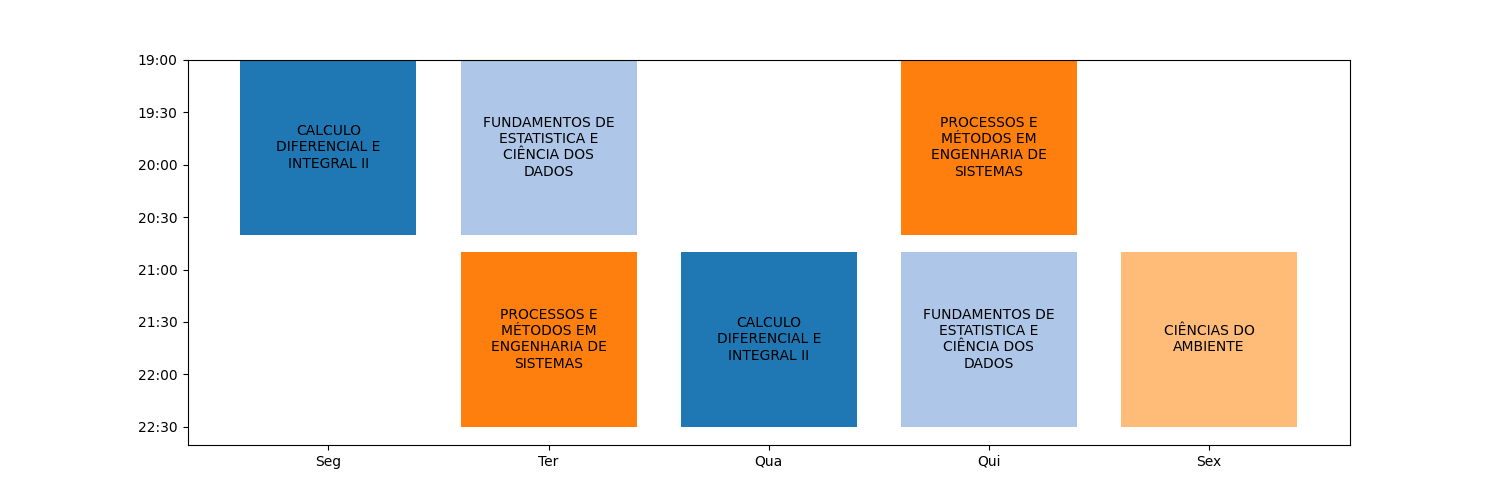 19:00
19:30
20:00
20:30
21:00
21:30
22:00
22:30
CALCULO
DIFERENCIAL E
INTEGRAL II
FUNDAMENTOS DE
ESTATISTICA E
CIÊNCIA DOS
DADOS
PROCESSOS E
MÉTODOS EM
ENGENHARIA DE
SISTEMAS
PROCESSOS E
MÉTODOS EM
ENGENHARIA DE
SISTEMAS
CALCULO
DIFERENCIAL E
INTEGRAL II
FUNDAMENTOS DE
ESTATISTICA E
CIÊNCIA DOS
DADOS
CIÊNCIAS DO
AMBIENTE
Seg
Ter
Qua
Qui
Sex